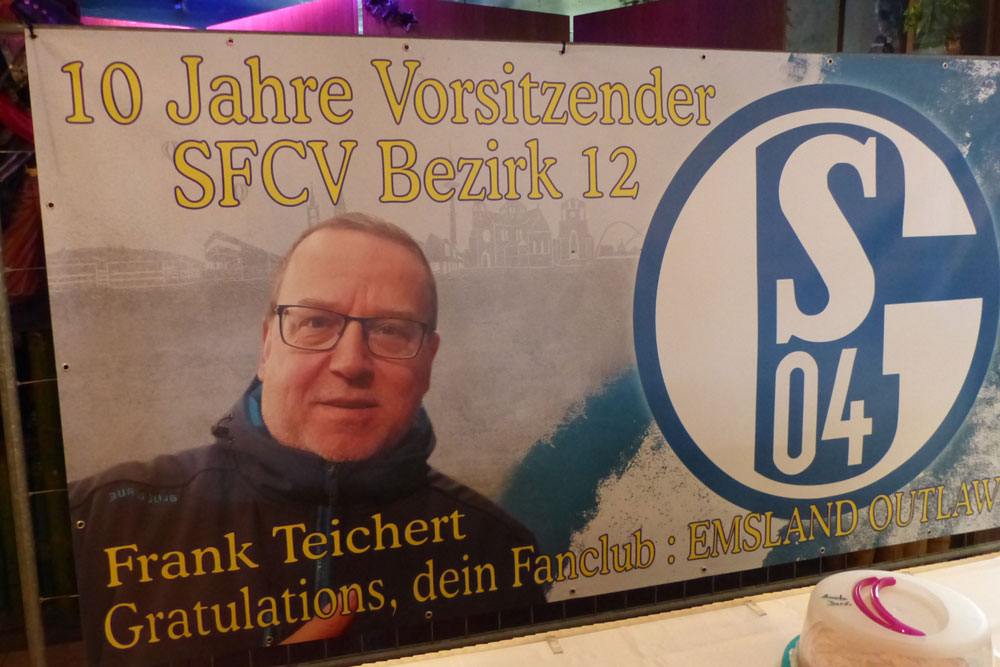 10 Jahre Vorsitzender
SFCV Bezirk 12
S
04
Frank Teichert
Gratulations, dein Fanclub : EMSLAND OUTLAW